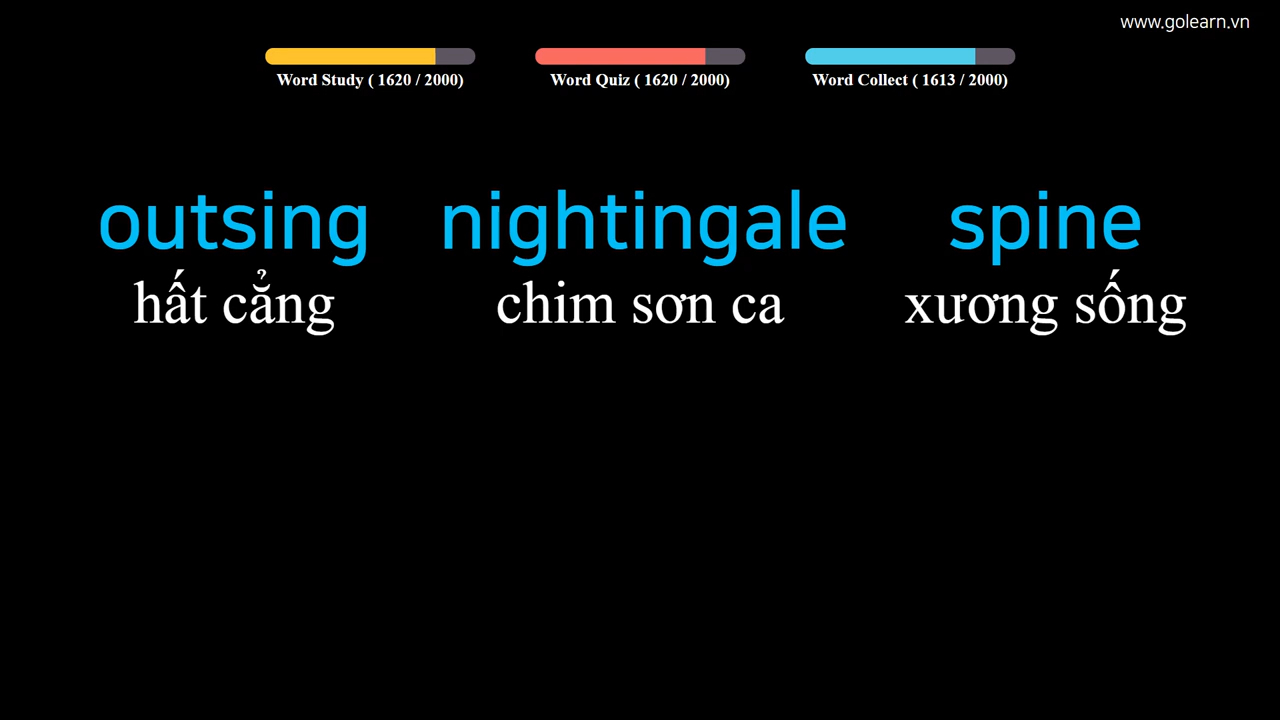 www.golearn.vn
Word Study ( 1620 / 2000) Word Quiz ( 1620 / 2000) Word Collect ( 1613 / 2000)
outsing nightingale spine
hất cẳng chim sơn ca xương sống